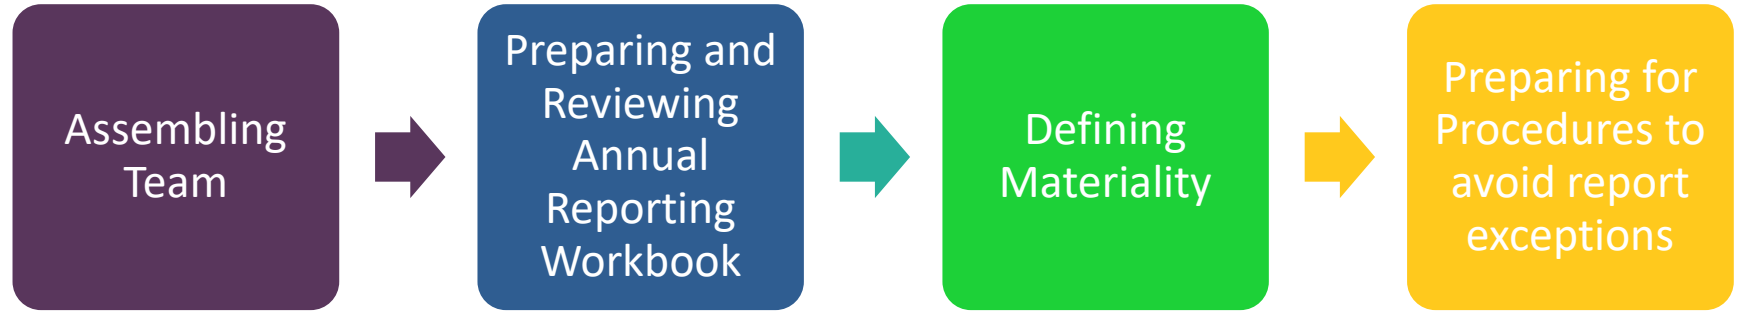 Assembling
Team
Preparing and
Reviewing
Annual
Reporting
Workbook
Defining
Materiality
Preparing for
Procedures to
avoid report
exceptions